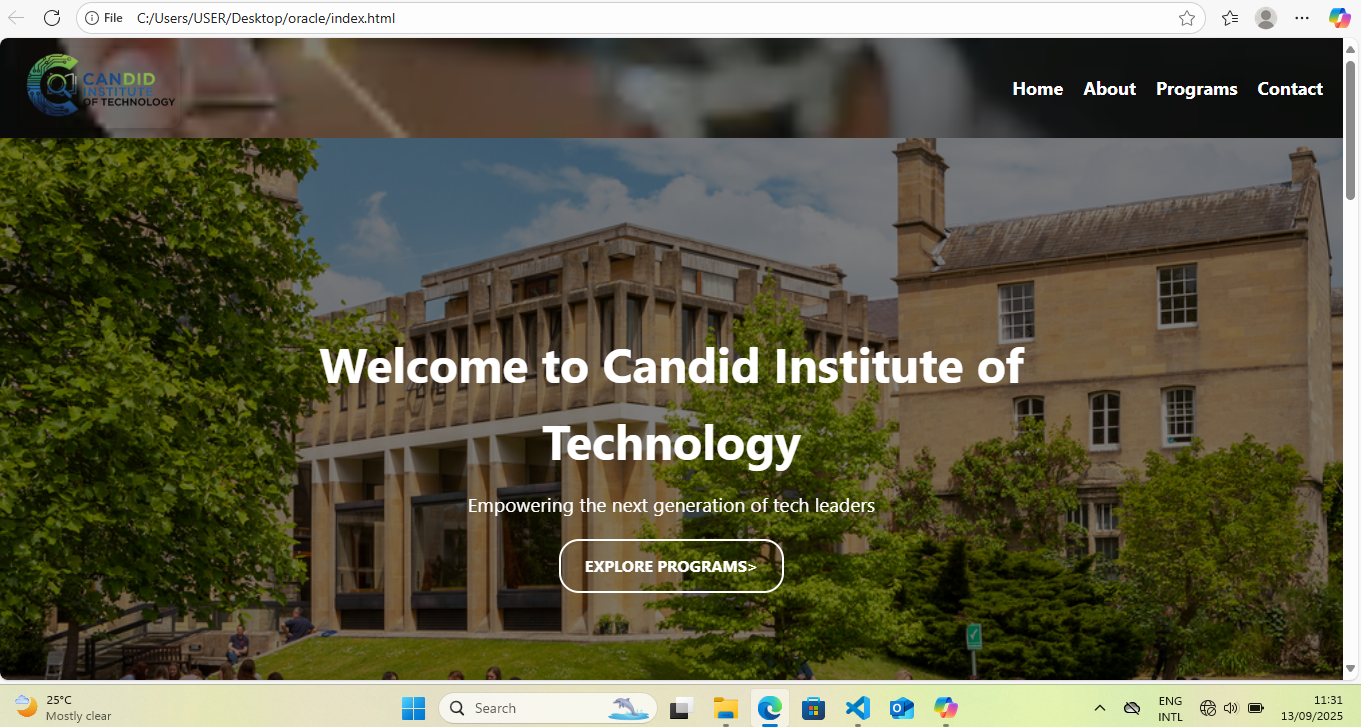 File C:/Users/USER/Desktop/oracle/index.html
CANDID
INSTITUTE
OF TECHNOLOGY
Home About Programs Contact
Welcome to Candid Institute of
Technology
Empowering the next generation of tech leaders
EXPLORE PROGRAMS>
25°C
Mostly clear
Search
ENG
INTL
11:31
13/09/2025